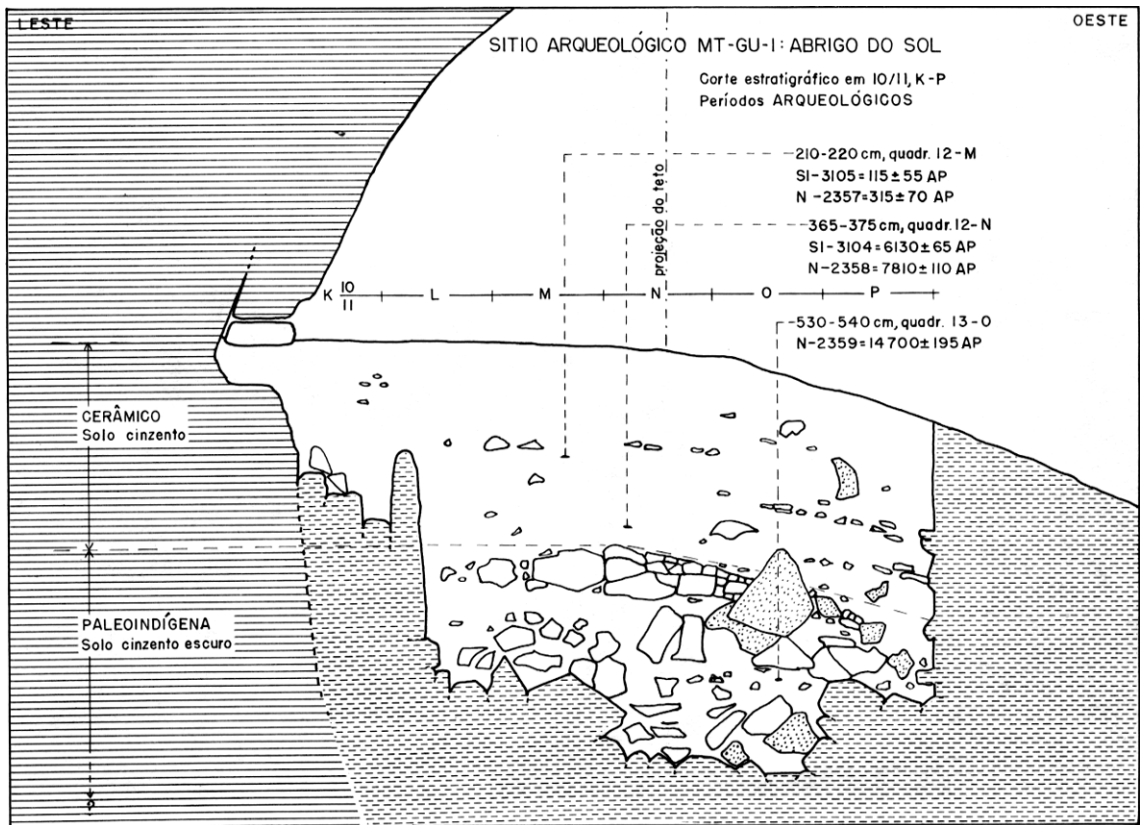 LESTE
OESTE
SITIO ARQUEOLÓGICO MT-GU-I: ABRIGO DO SOL
Corte estratigráfico em 10/11, K-P
Períodos ARQUEOLÓGICOS
210-220 cm, quadr. 12-M
SI-3105=115±55 AP
N-2357=315±70 AP
projeção do teto
365-375 cm, quadr. 12-N
SI-3104=6130±65 AP
N-2358=7810±110 AP
K 10/11 L M N O P
530-540 cm, quadr. 13-O
N-2359=14700±195 AP
CERÂMICO
Solo cinzento
PALEOINDÍGENA
Solo cinzento escuro
?